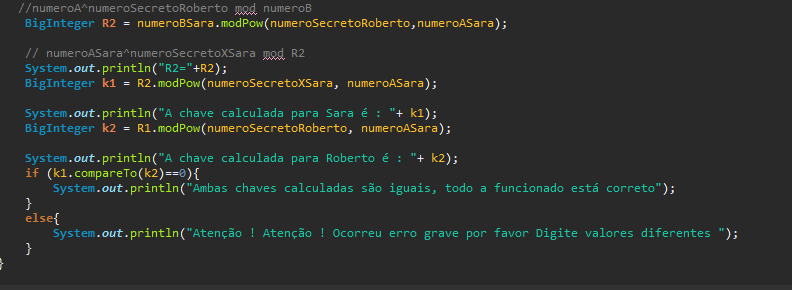 //numeroA^numeroSecretoRoberto mod numeroB
BigInteger R2 = numeroBSara.modPow(numeroSecretoRoberto,numeroASara);
// numeroASara^numeroSecretoXSara mod R2
System.out.println("R2="+R2);
BigInteger k1 = R2.modPow(numeroSecretoXSara, numeroASara);
System.out.println("A chave calculada para Sara é : "+ k1);
BigInteger k2 = R1.modPow(numeroSecretoRoberto, numeroASara);
System.out.println("A chave calculada para Roberto é : "+ k2);
if (k1.compareTo(k2)==0){
System.out.println("Ambas chaves calculadas são iguais, todo a funcionado está correto");
}
else{
System.out.println("Atenção ! Atenção ! Ocorreu erro grave por favor Digite valores diferentes ");
}
}